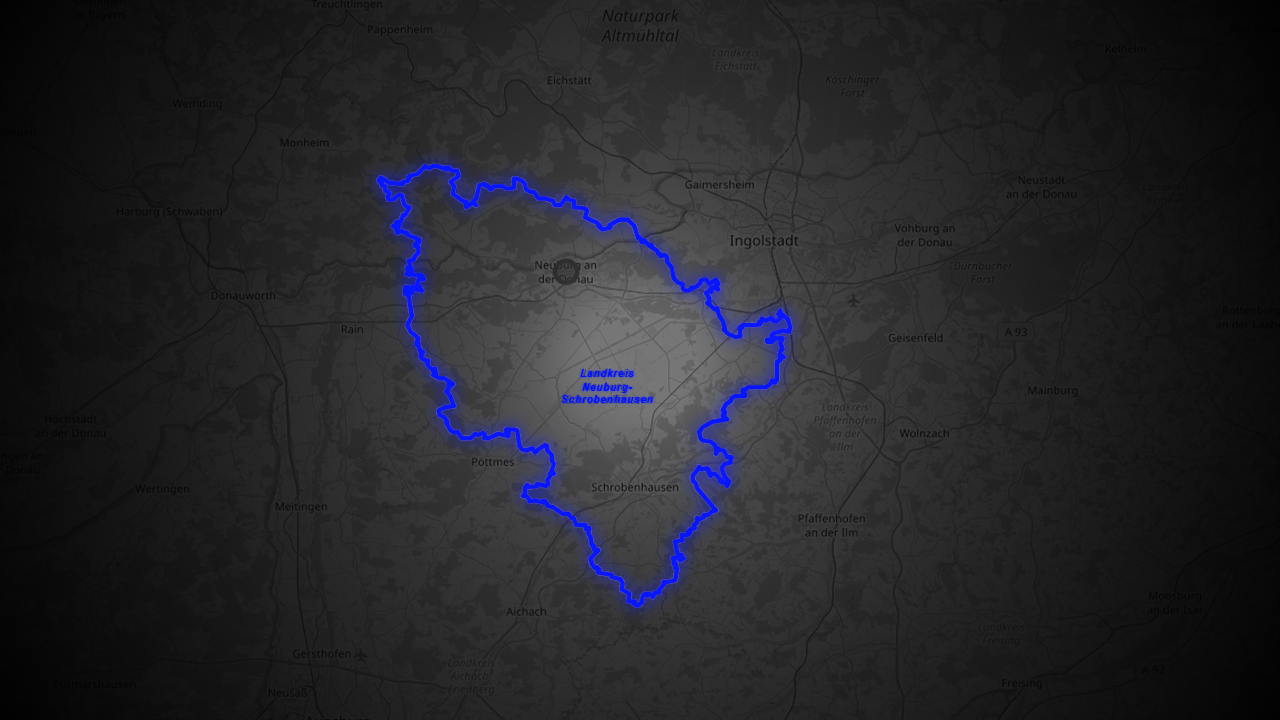 Treuchtlingen
Pappenheim
Naturpark
Altmühltal
Landkreis
Eichstätt
Kelheim
Eichstätt
Köschinger
Forst
Wemding
Monheim
Gaimersheim
Neustadt
an der Donau
Harburg (Schwaben)
Ingolstadt
Vohburg an
der Donau
Neuburg an
der Donau
Dürnbucher
Forst
Donauwörth
Rain
A 93
Geisenfeld
Landkreis
Neuburg-
Schrobenhausen
Mainburg
Höchstädt
an der Donau
Landkreis
Pfaffenhofen
an der
Ilm
Wolnzach
Pöttmes
Wertingen
Schrobenhausen
Meitingen
Pfaffenhofen
an der Ilm
Aichach
Moosburg
an der Isar
Landkreis
Freising
Gersthofen
Landkreis
Aichach
Friedberg
A 92
Zusmarshausen
Neusäß
Freising